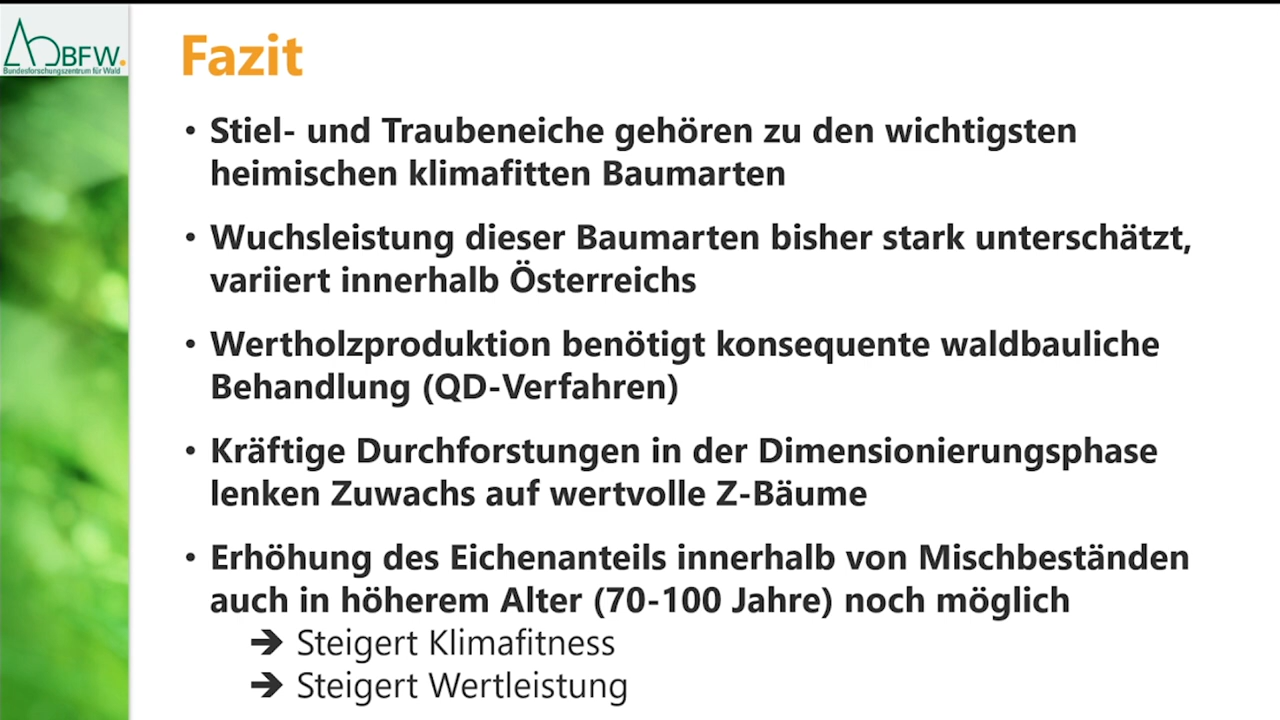 BFW.
Bundesforschungszentrum für Wald
Fazit
• Stiel- und Traubeneiche gehören zu den wichtigsten
heimischen klimafitten Baumarten
• Wuchsleistung dieser Baumarten bisher stark unterschätzt,
variiert innerhalb Österreichs
• Wertholzproduktion benötigt konsequente waldbauliche
Behandlung (QD-Verfahren)
• Kräftige Durchforstungen in der Dimensionierungsphase
lenken Zuwachs auf wertvolle Z-Bäume
• Erhöhung des Eichenanteils innerhalb von Mischbeständen
auch in höherem Alter (70-100 Jahre) noch möglich
➔ Steigert Klimafitness
➔ Steigert Wertleistung